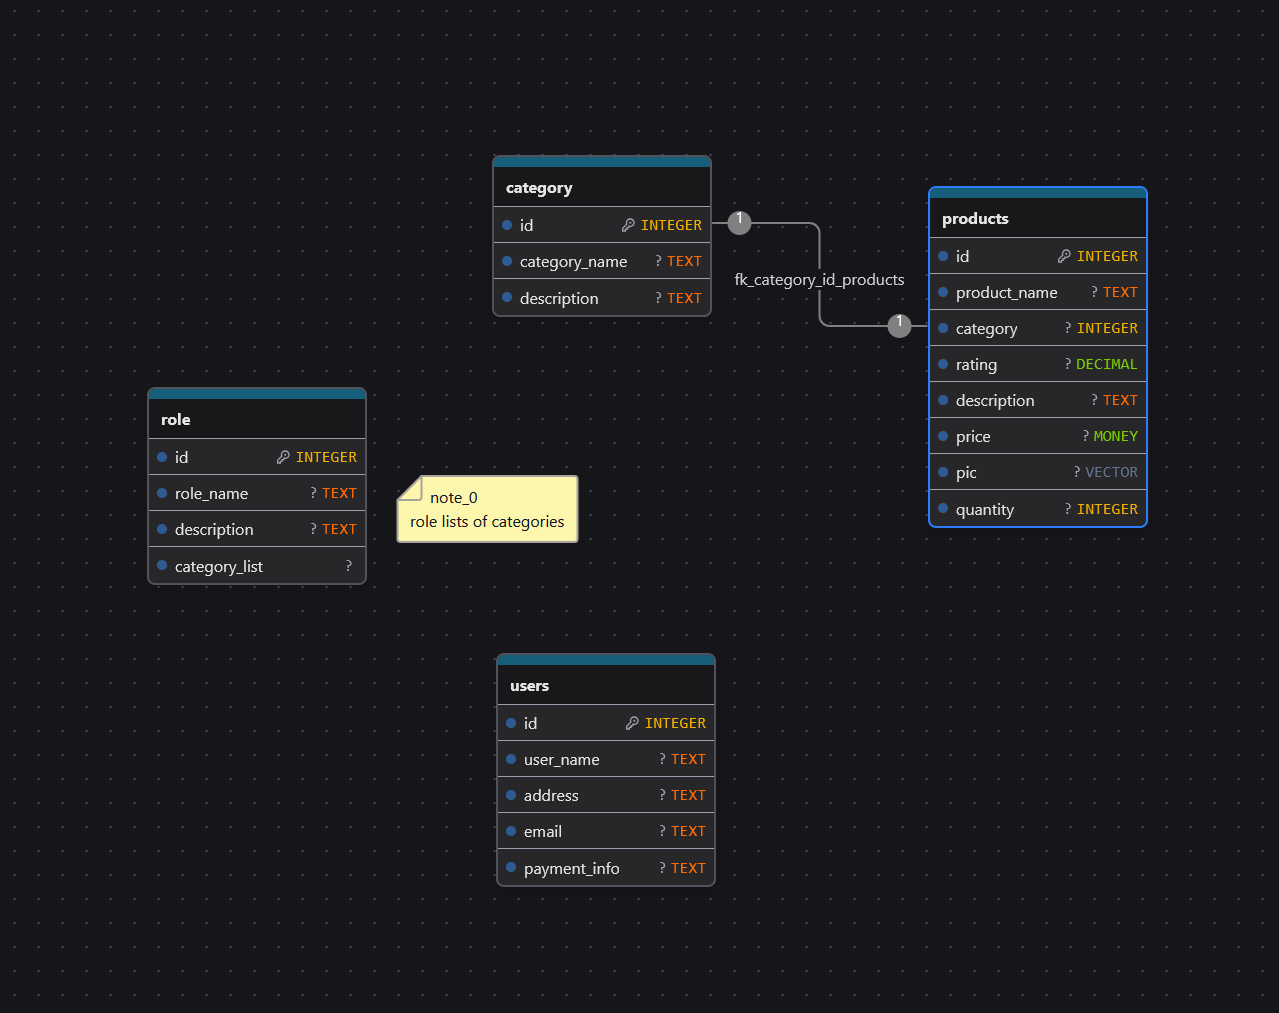 category
id INTEGER
category_name ? TEXT
description ? TEXT
1
fk_category_id_products
1
products
id INTEGER
product_name ? TEXT
category ? INTEGER
rating ? DECIMAL
description ? TEXT
price ? MONEY
pic ? VECTOR
quantity ? INTEGER
role
id INTEGER
role_name ? TEXT
description ? TEXT
category_list ?
note_0
role lists of categories
users
id INTEGER
user_name ? TEXT
address ? TEXT
email ? TEXT
payment_info ? TEXT